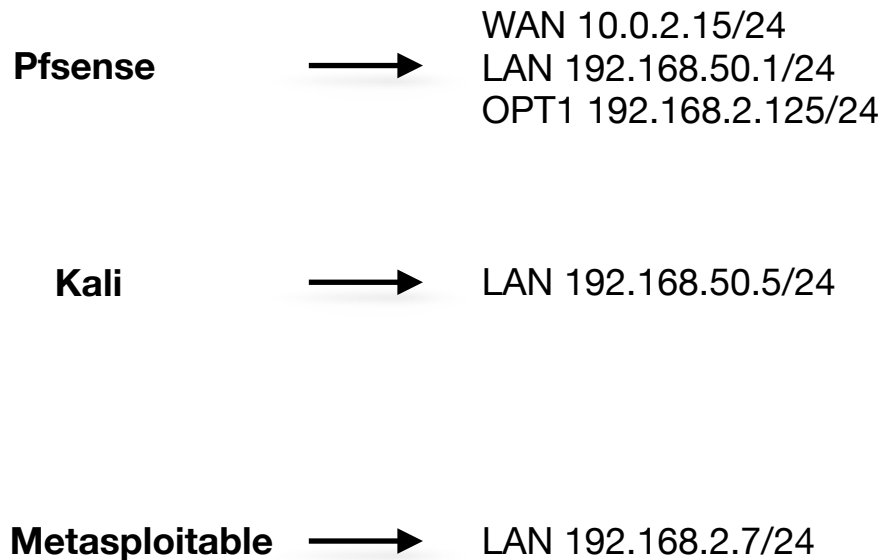 Pfsense
WAN 10.0.2.15/24
LAN 192.168.50.1/24
OPT1 192.168.2.125/24
Kali
LAN 192.168.50.5/24
Metasploitable
LAN 192.168.2.7/24